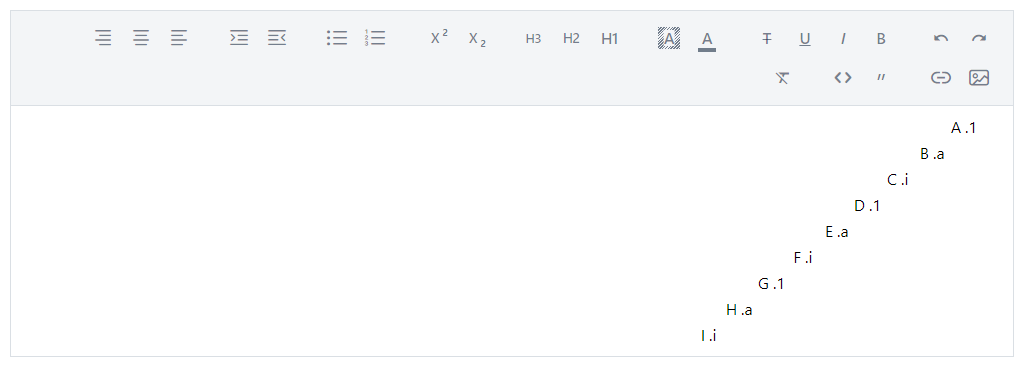 X² X₂ H3 H2 H1 A A T U I B
A .1
B .a
C .i
D .1
E .a
F .i
G .1
H .a
I .i